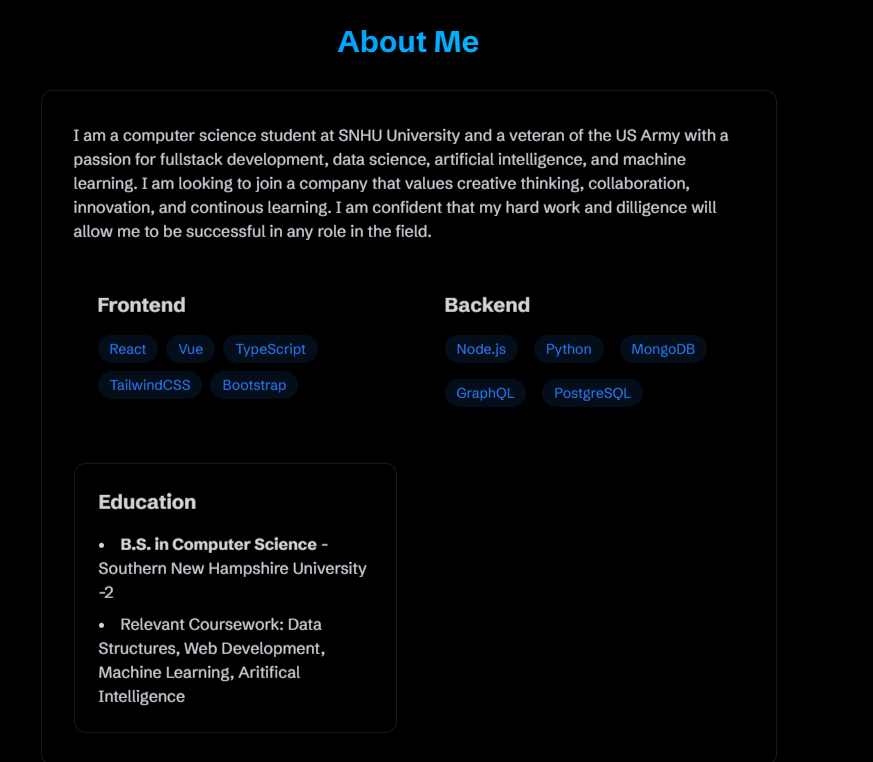 About Me
I am a computer science student at SNHU University and a veteran of the US Army with a
passion for fullstack development, data science, artificial intelligence, and machine
learning. I am looking to join a company that values creative thinking, collaboration,
innovation, and continous learning. I am confident that my hard work and dilligence will
allow me to be successful in any role in the field.
Frontend
React Vue TypeScript
TailwindCSS Bootstrap
Backend
Node.js Python MongoDB
GraphQL PostgreSQL
Education
• B.S. in Computer Science -
Southern New Hampshire University
-2
• Relevant Coursework: Data
Structures, Web Development,
Machine Learning, Aritifical
Intelligence